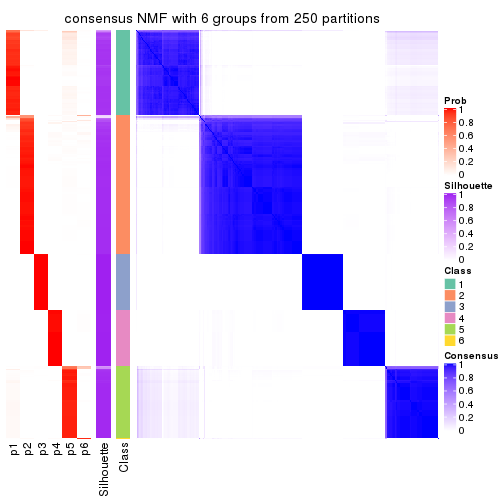 consensus NMF with 6 groups from 250 partitions
Prob
1
0.8
0.6
0.4
0.2
0
Silhouette
1
0.8
0.6
0.4
0.2
0
Class
1
2
3
4
5
6
Consensus
1
0.8
0.6
0.4
0.2
0
p1
p2
p3
p4
p5
p6
Silhouette
Class